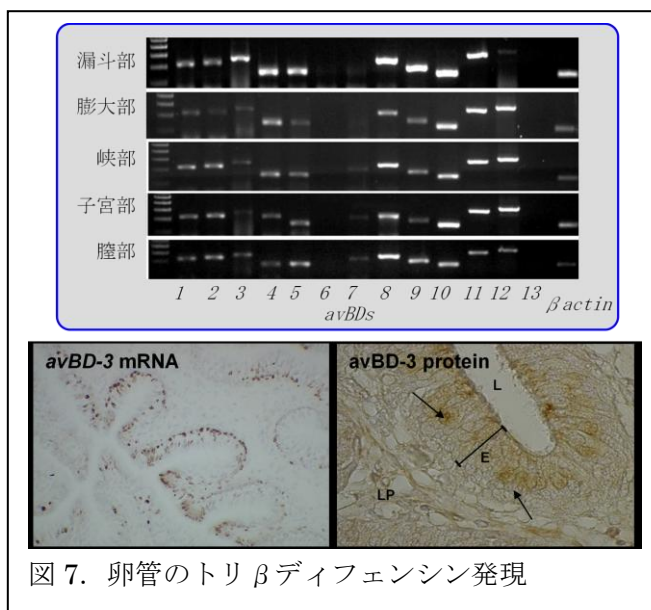 漏斗部
膨大部
峡部
子宮部
膣部
1 2 3 4 5 6 7 8 9 10 11 12 13 β actin
avBDs
avBD-3 mRNA
avBD-3 protein
L
E
LP
図 7. 卵管のトリβディフェンシン発現